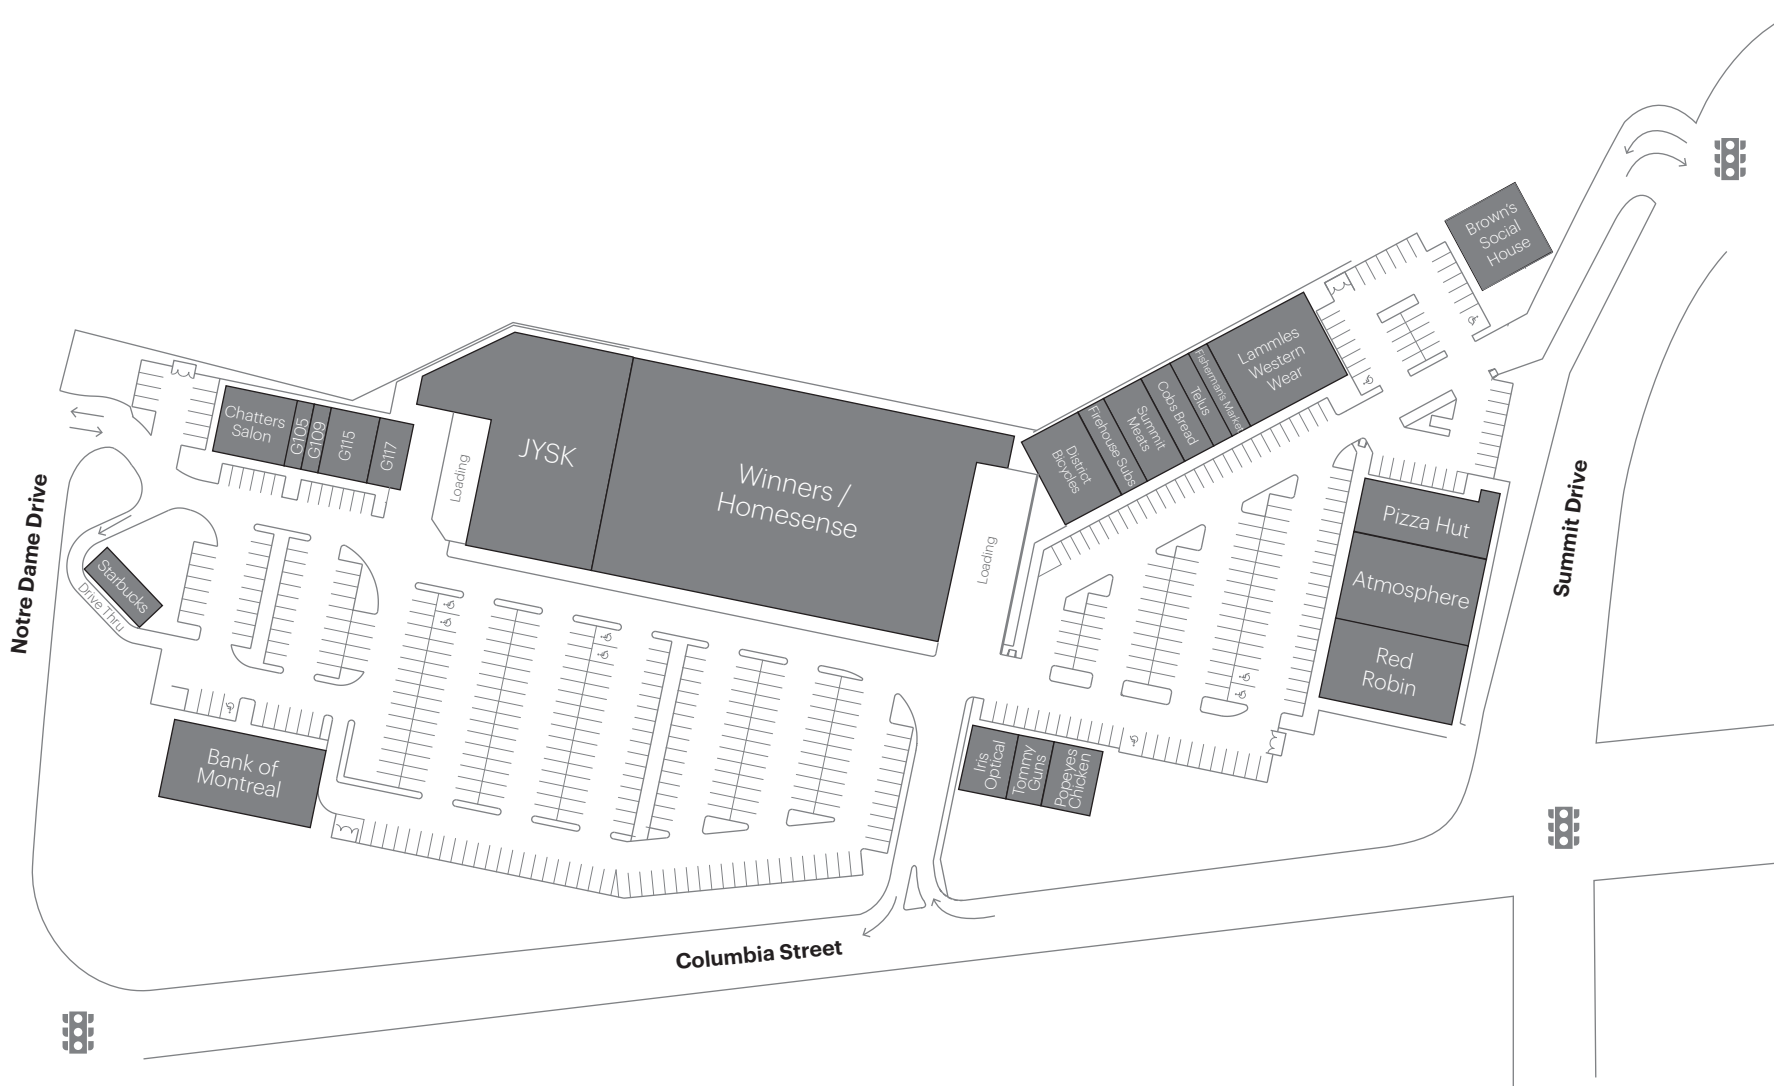 Brown's
Social
House
Lammles
Western
Wear
Fisherman's Market
Telus
Cobs Bread
Summit
Meats
Firehouse Subs
District
Bicycles
Chatters
Salon
G105
G109
G115
G117
Loading
JYSK
Winners /
Homesense
Loading
Pizza Hut
Atmosphere
Red
Robin
Summit Drive
Notre Dame Drive
Starbucks
Drive Thru
Bank of
Montreal
Iris
Optical
Tommy
Guns
Popeyes
Chicken
Columbia Street